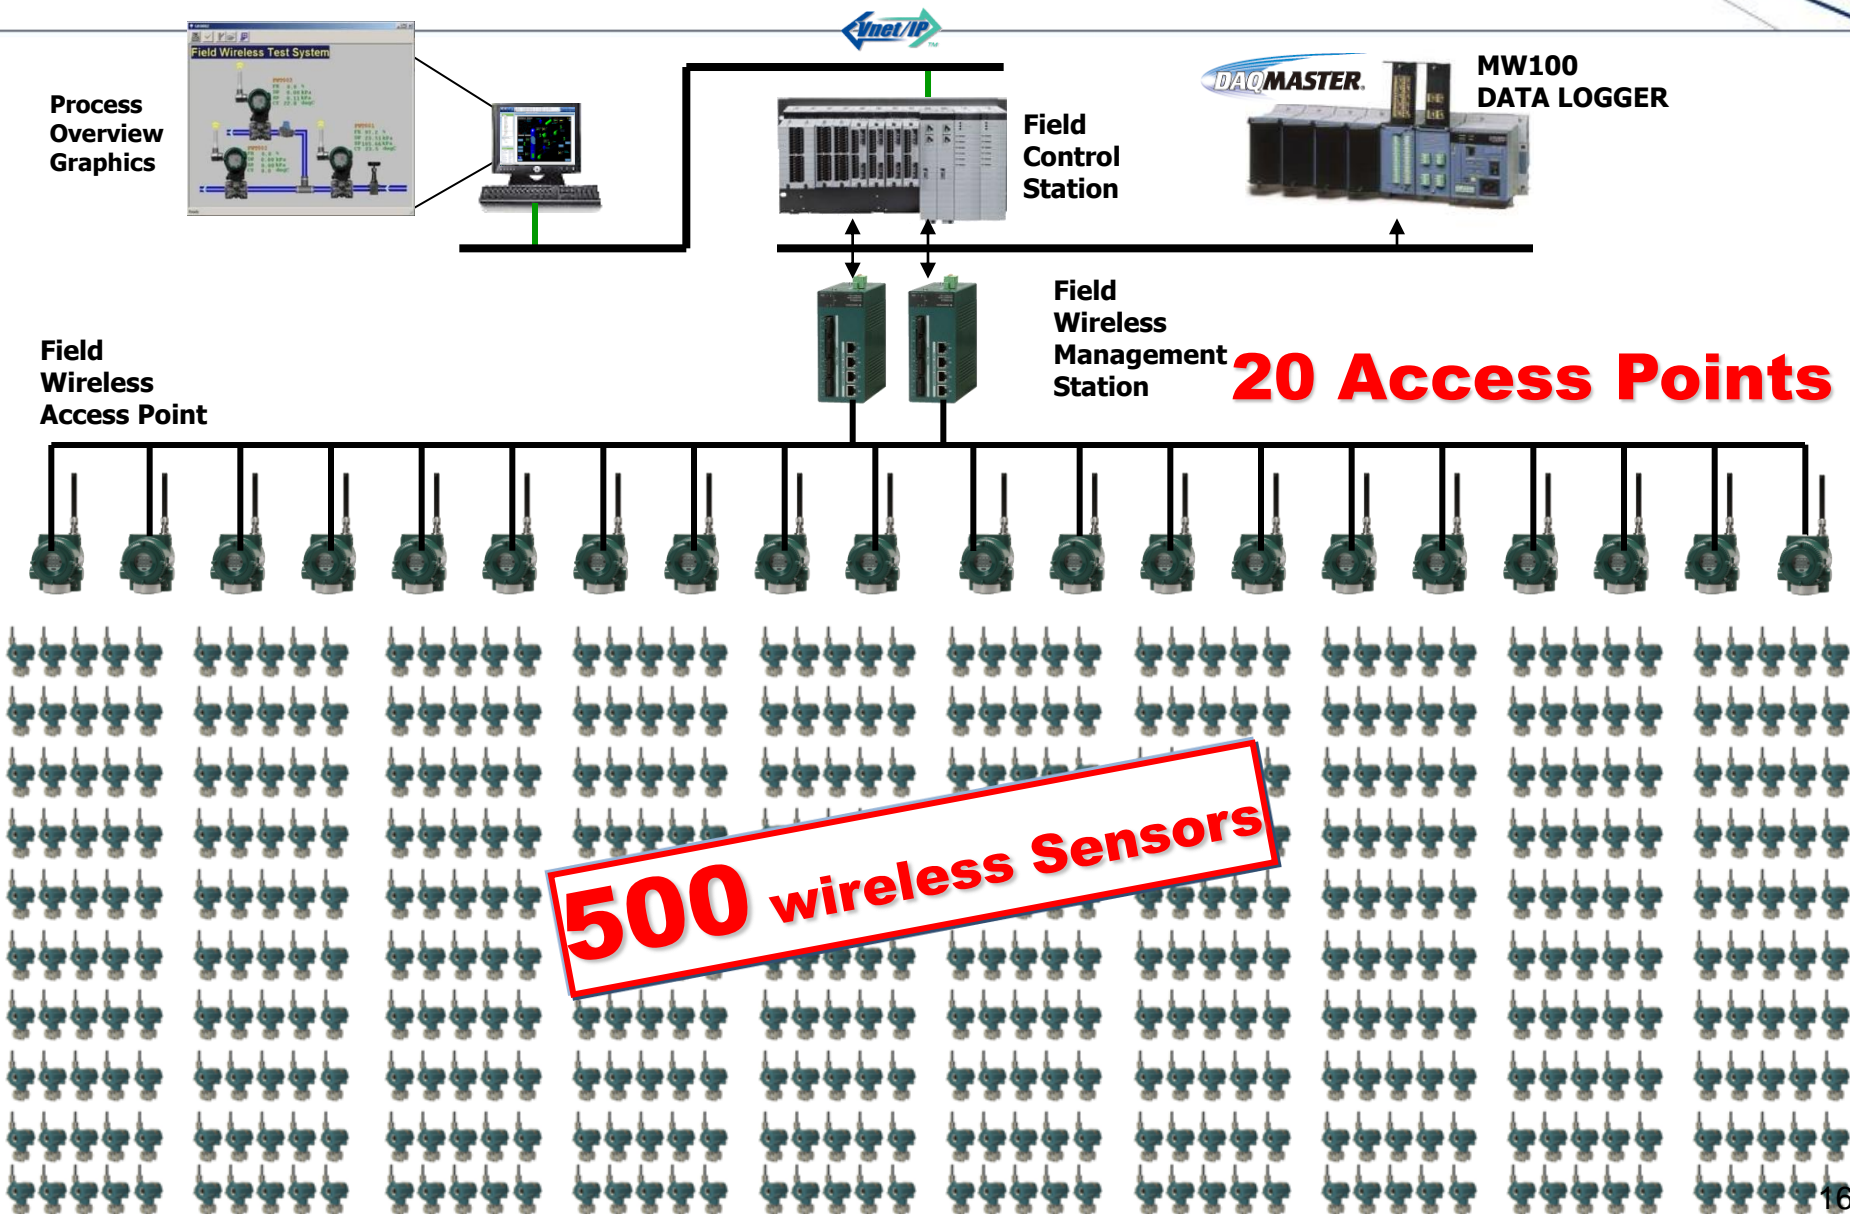 Vnet/IP
TM
Field Wireless Test System
Process
Overview
Graphics
Field
Control
Station
DAQMASTER
MW100
DATA LOGGER
Field
Wireless
Management
Station
Field
Wireless
Access Point
20 Access Points
500 wireless Sensors
16